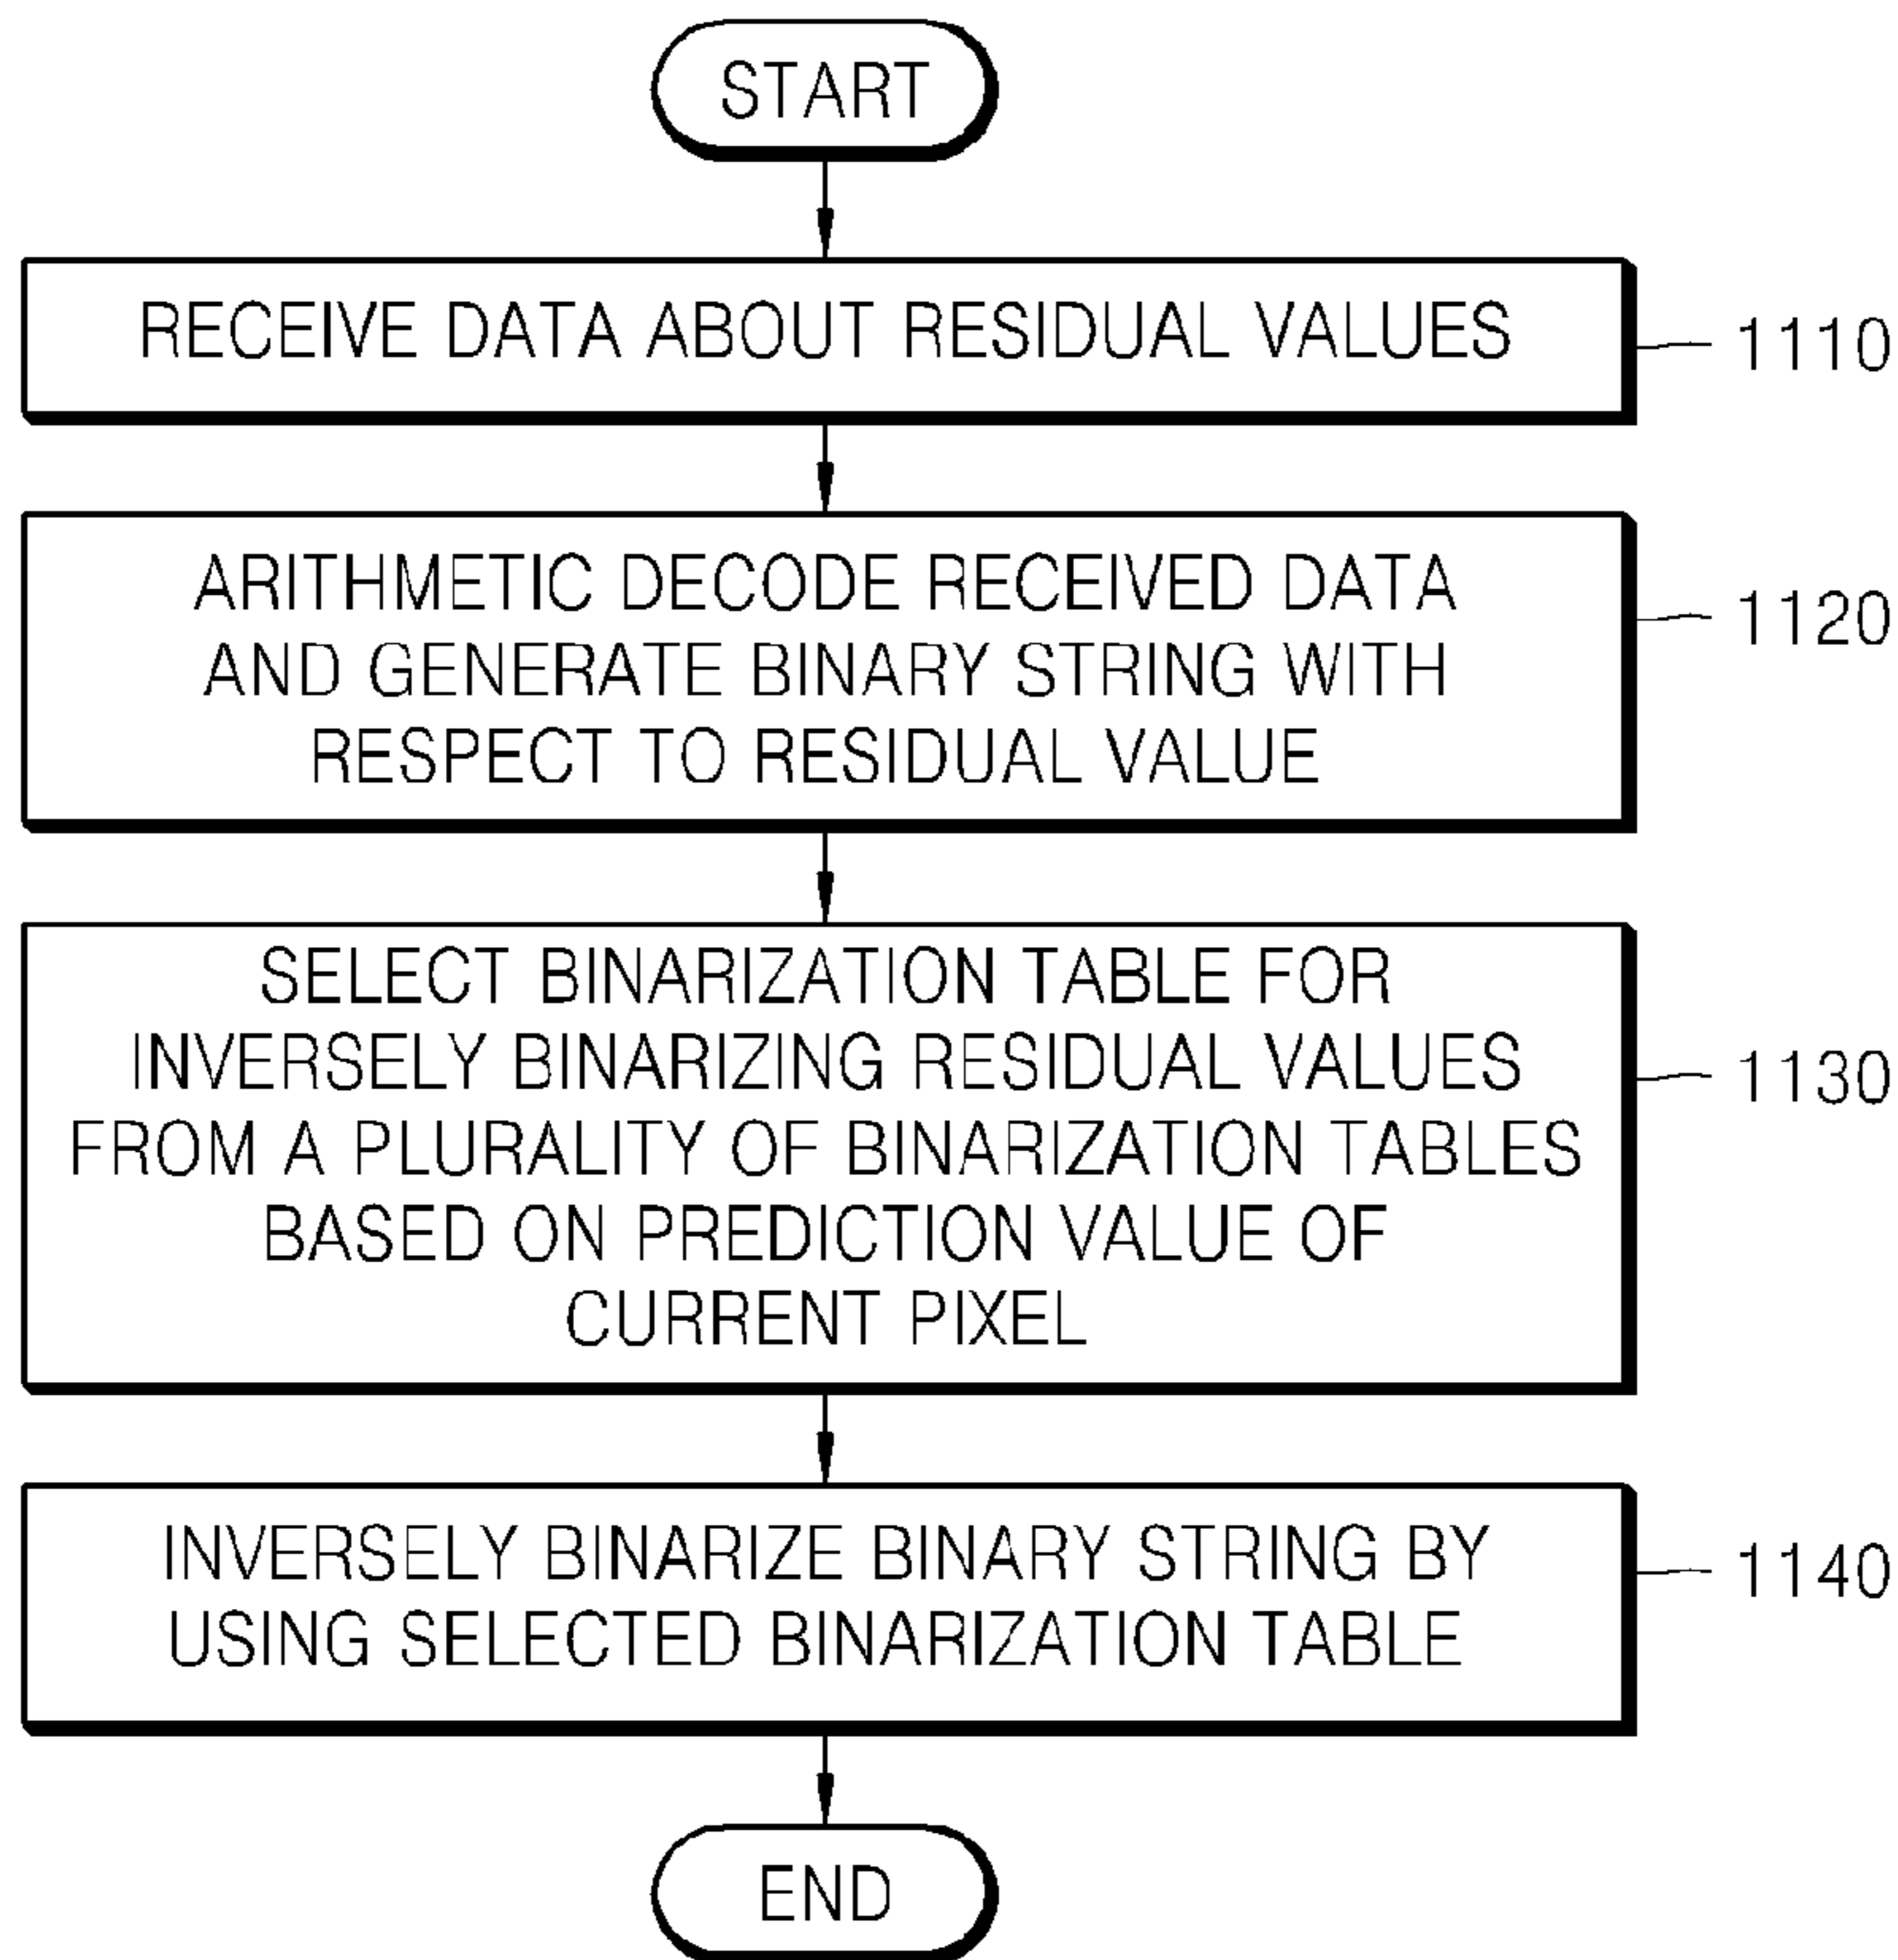 START
RECEIVE DATA ABOUT RESIDUAL VALUES
1110
ARITHMETIC DECODE RECEIVED DATA
AND GENERATE BINARY STRING WITH
RESPECT TO RESIDUAL VALUE
1120
SELECT BINARIZATION TABLE FOR
INVERSELY BINARIZING RESIDUAL VALUES
FROM A PLURALITY OF BINARIZATION TABLES
BASED ON PREDICTION VALUE OF
CURRENT PIXEL
1130
INVERSELY BINARIZE BINARY STRING BY
USING SELECTED BINARIZATION TABLE
1140
END